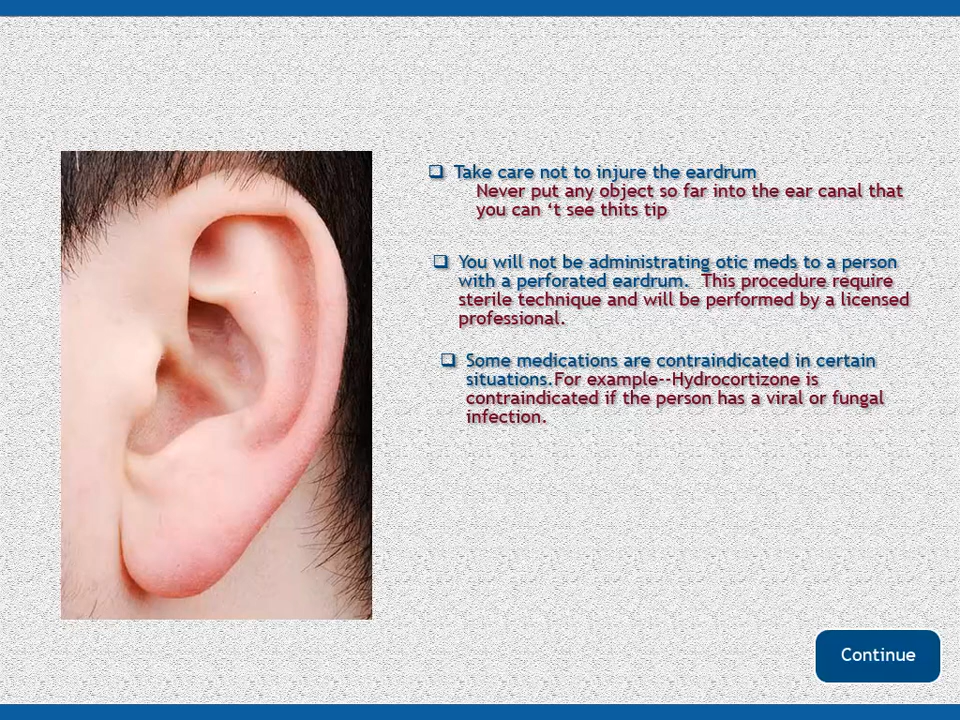 Take care not to injure the eardrum
Never put any object so far into the ear canal that
you can ‘t see thits tip
You will not be administrating otic meds to a person
with a perforated eardrum. This procedure require
sterile technique and will be performed by a licensed
professional.
Some medications are contraindicated in certain
situations.For example--Hydrocortizone is
contraindicated if the person has a viral or fungal
infection.
Continue